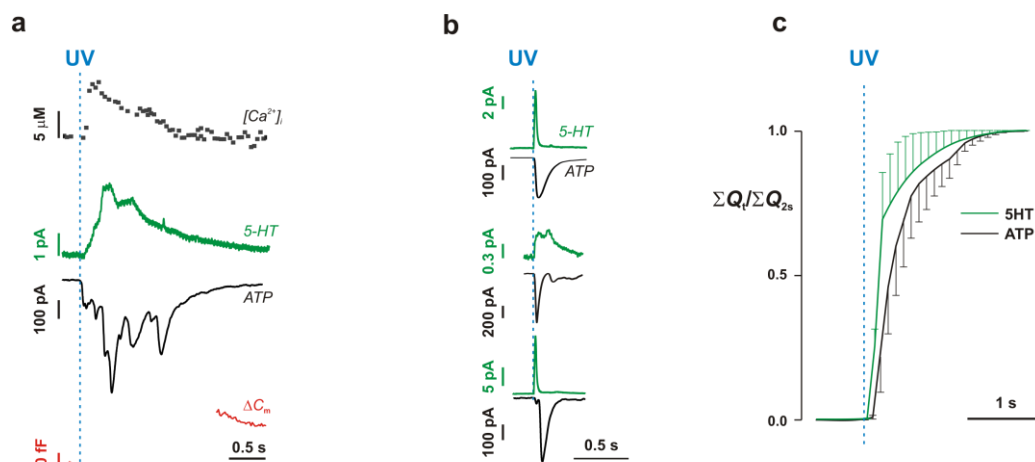 a
UV
5 µM
[Ca²⁺]ᵢ
1 pA
5-HT
100 pA
ATP
ΔCₘ
0 fF
0.5 s
b
UV
2 pA
5-HT
100 pA
ATP
0.3 pA
200 pA
5 pA
100 pA
0.5 s
c
UV
1.0
ΣQₜ/ΣQ₂ₛ
5HT
ATP
0.5
1 s
0.0